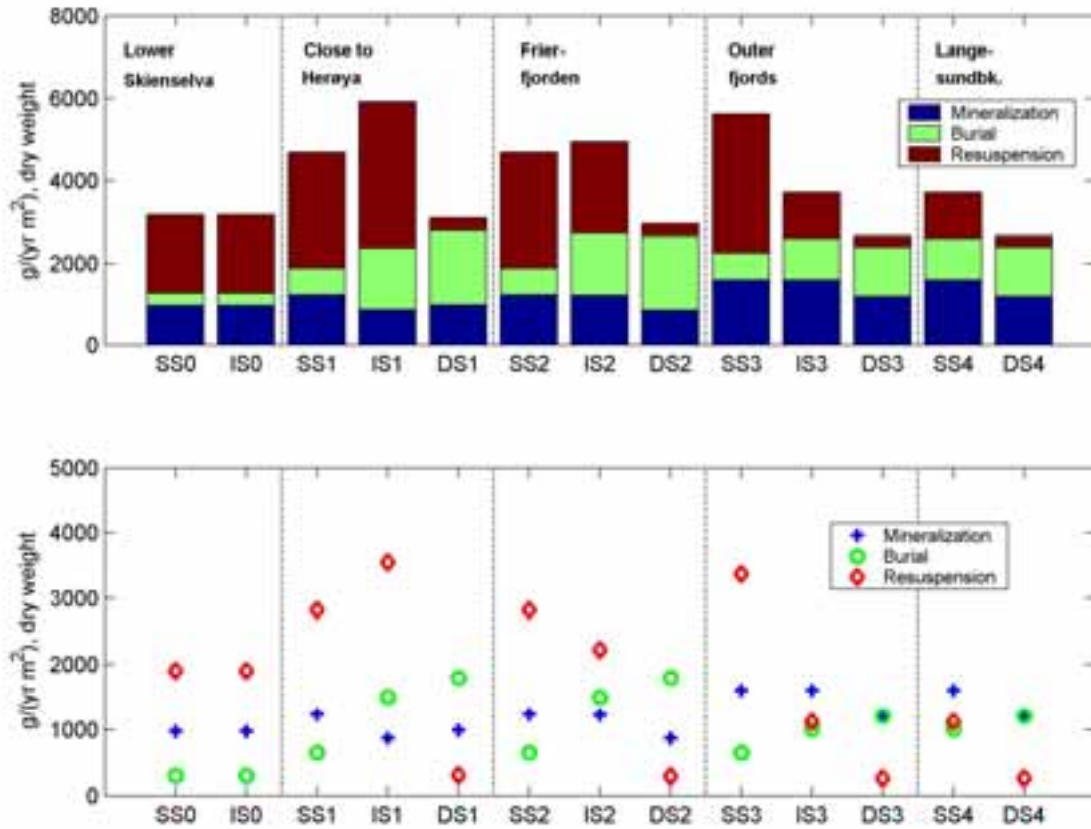 8000
6000
4000
2000
0
g/(yr m²), dry weight
Lower
Skienselva
Close to
Herøya
Frier-
fjorden
Outer
fjords
Lange-
sundbk.
Mineralization
Burial
Resuspension
SS0 IS0 SS1 IS1 DS1 SS2 IS2 DS2 SS3 IS3 DS3 SS4 DS4
5000
4000
3000
2000
1000
0
g/(yr m²), dry weight
Mineralization
Burial
Resuspension
SS0 IS0 SS1 IS1 DS1 SS2 IS2 DS2 SS3 IS3 DS3 SS4 DS4